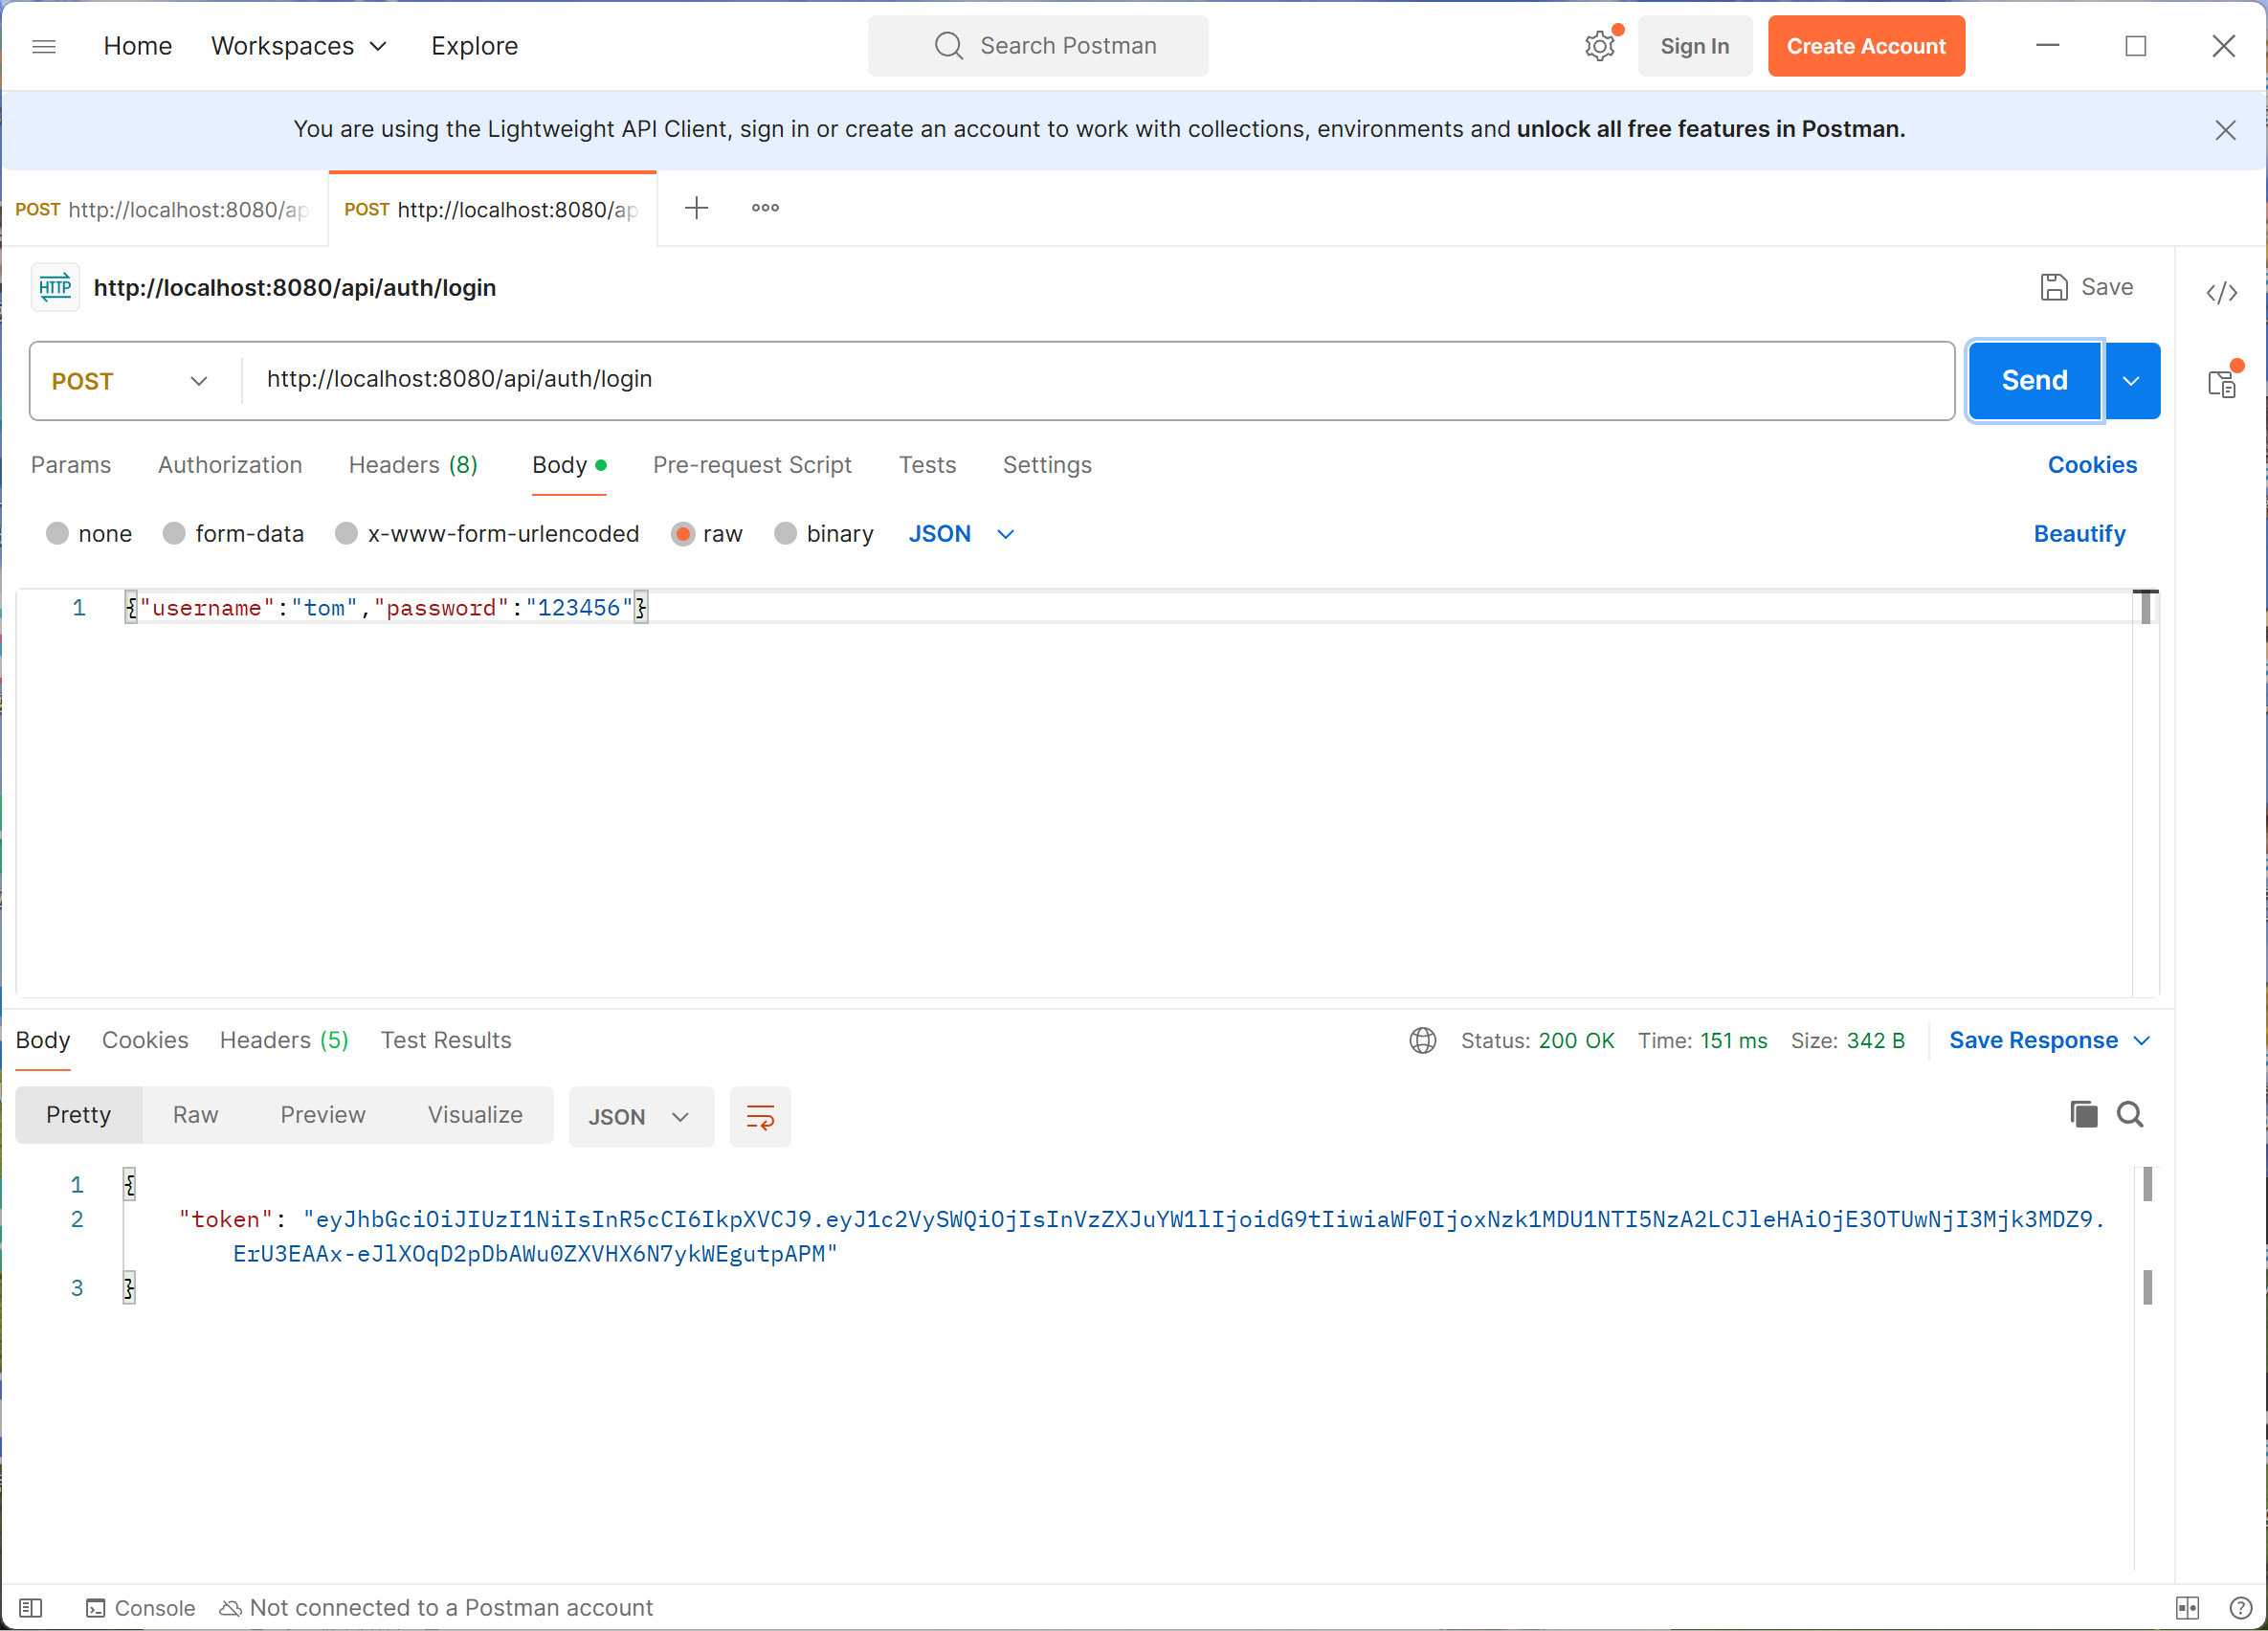 Home Workspaces Explore Search Postman Sign In Create Account
You are using the Lightweight API Client, sign in or create an account to work with collections, environments and unlock all free features in Postman.
POST http://localhost:8080/ap POST http://localhost:8080/ap
HTTP http://localhost:8080/api/auth/login Save
POST http://localhost:8080/api/auth/login Send
Params Authorization Headers (8) Body Pre-request Script Tests Settings Cookies
none form-data x-www-form-urlencoded raw binary JSON Beautify
1 {"username":"tom","password":"123456"}
Body Cookies Headers (5) Test Results Status: 200 OK Time: 151 ms Size: 342 B Save Response
Pretty Raw Preview Visualize JSON
1 {
2 "token": "eyJhbGciOiJIUzI1NiIsInR5cCI6IkpXVCJ9.eyJ1c2VySWQiOjIsInVzZXJuYW1lIjoidG9tIiwiaWF0IjoxNzk1MDU1NTI5NzA2LCJleHAiOjE3OTUwNjI3Mjk3MDZ9.
ErU3EAAx-eJlXOqD2pDbAWu0ZXVHX6N7ykWEgutpAPM"
3 }
Console Not connected to a Postman account